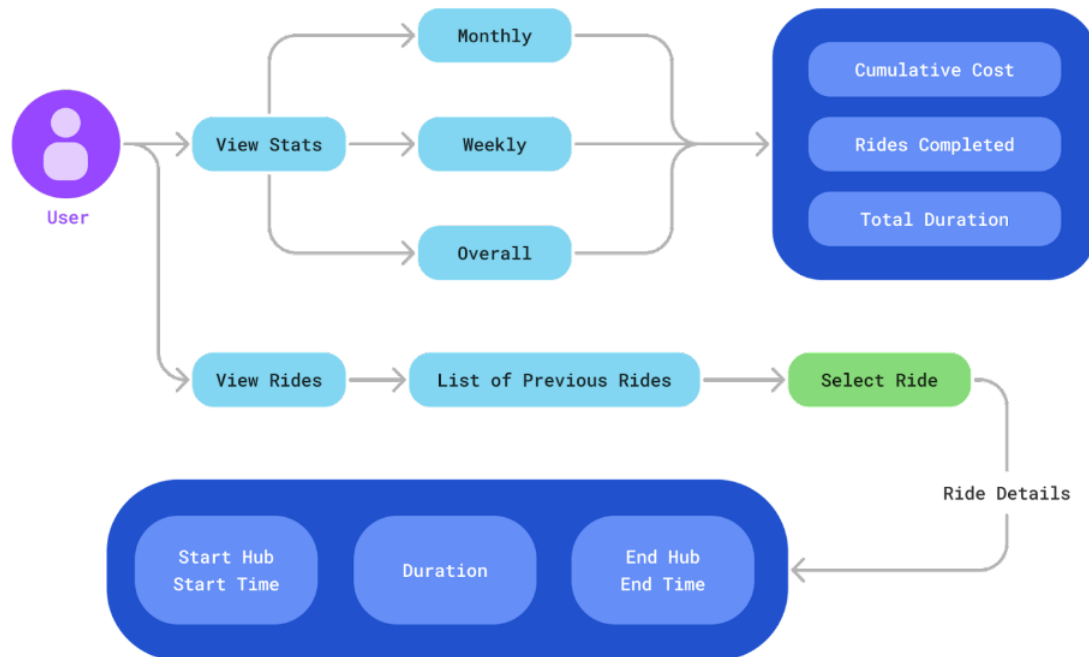 Monthly
Cumulative Cost
View Stats
Weekly
Rides Completed
User
Overall
Total Duration
View Rides
List of Previous Rides
Select Ride
Ride Details
Start Hub
Start Time
Duration
End Hub
End Time